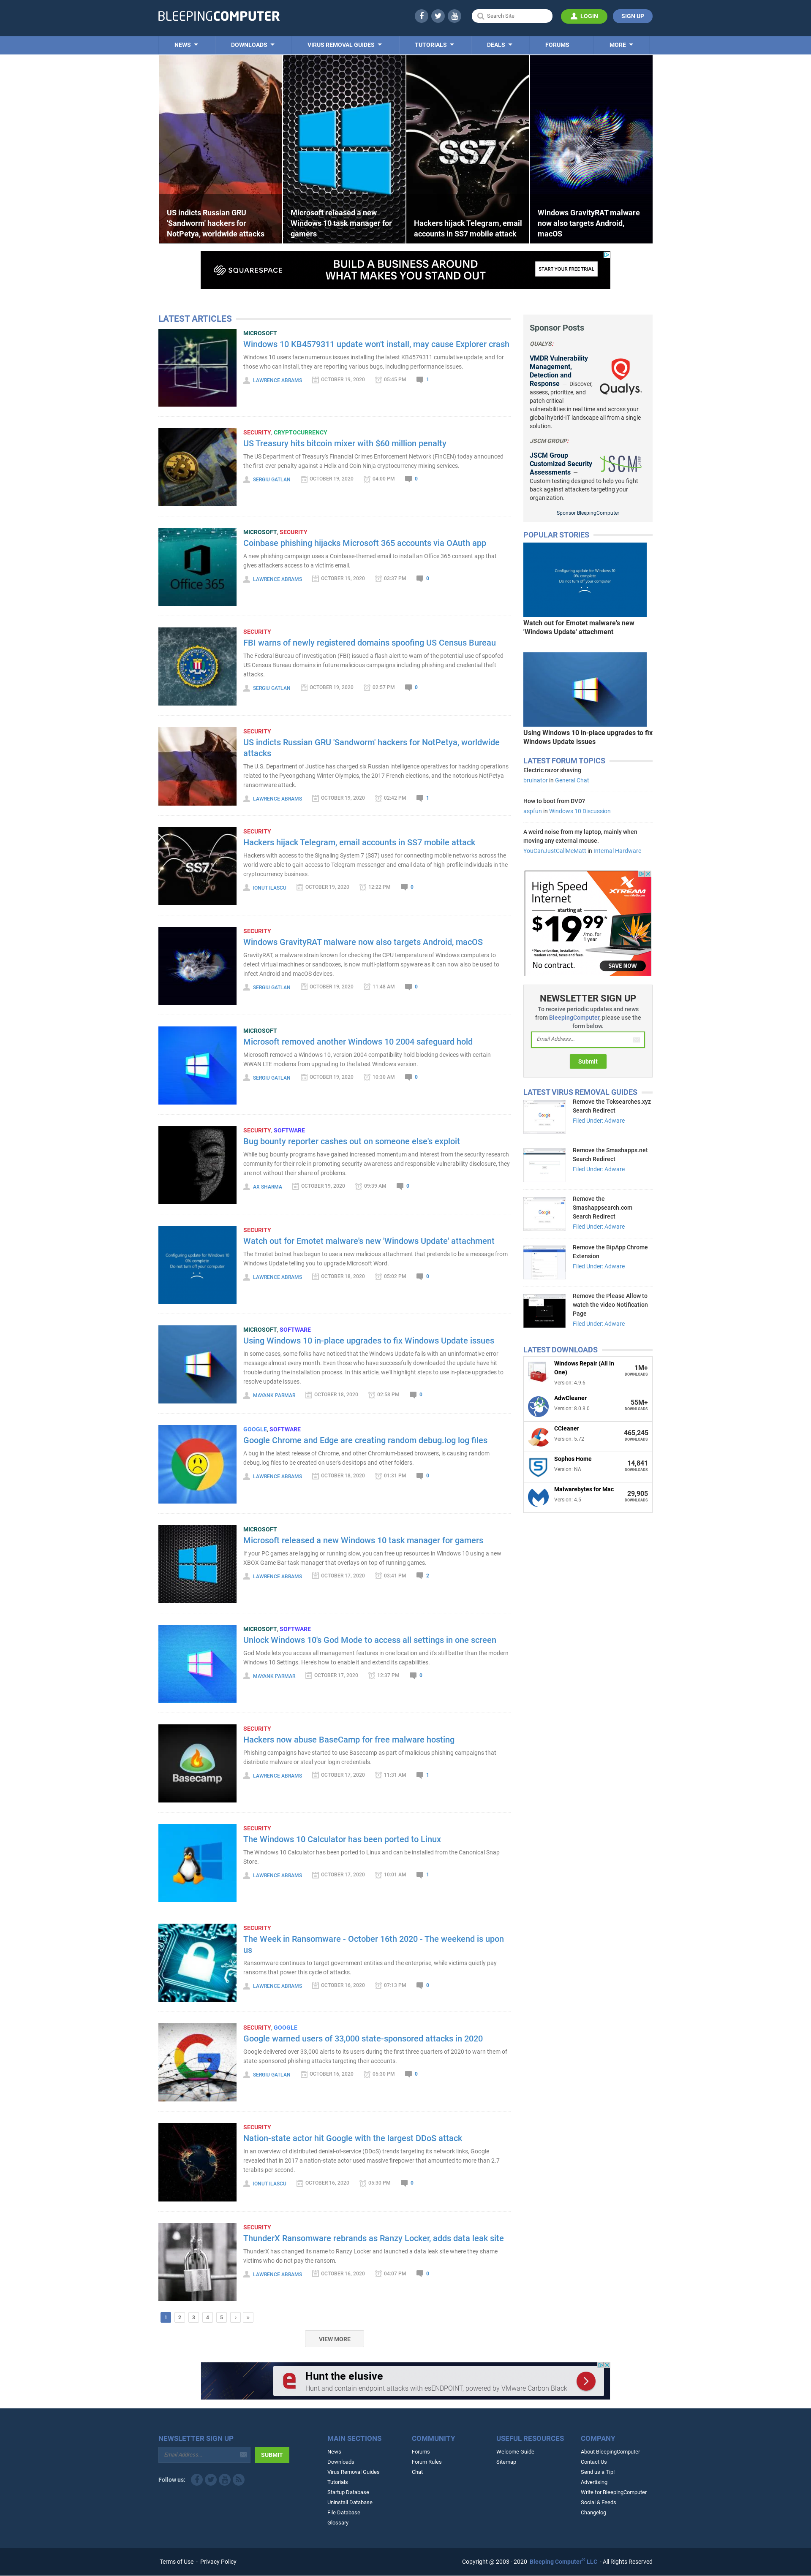 BLEEPINGCOMPUTER
Search Site
LOGIN
SIGN UP
NEWS
DOWNLOADS
VIRUS REMOVAL GUIDES
TUTORIALS
DEALS
FORUMS
MORE
US indicts Russian GRU
'Sandworm' hackers for
NotPetya, worldwide attacks
Microsoft released a new
Windows 10 task manager for
gamers
SS7
Hackers hijack Telegram, email
accounts in SS7 mobile attack
Windows GravityRAT malware
now also targets Android,
macOS
SQUARESPACE
BUILD A BUSINESS AROUND
WHAT MAKES YOU STAND OUT
START YOUR FREE TRIAL
LATEST ARTICLES
MICROSOFT
Windows 10 KB4579311 update won't install, may cause Explorer crash
Windows 10 users face numerous issues installing the latest KB4579311 cumulative update, and for
those who can install, they are reporting various bugs, including performance issues.
LAWRENCE ABRAMS OCTOBER 19, 2020 05:45 PM 1
SECURITY, CRYPTOCURRENCY
US Treasury hits bitcoin mixer with $60 million penalty
The US Department of Treasury's Financial Crimes Enforcement Network (FinCEN) today announced
the first-ever penalty against a Helix and Coin Ninja cryptocurrency mixing services.
SERGIU GATLAN OCTOBER 19, 2020 04:00 PM 0
Office 365
MICROSOFT, SECURITY
Coinbase phishing hijacks Microsoft 365 accounts via OAuth app
A new phishing campaign uses a Coinbase-themed email to install an Office 365 consent app that
gives attackers access to a victim's email.
LAWRENCE ABRAMS OCTOBER 19, 2020 03:37 PM 0
SECURITY
FBI warns of newly registered domains spoofing US Census Bureau
The Federal Bureau of Investigation (FBI) issued a flash alert to warn of the potential use of spoofed
US Census Bureau domains in future malicious campaigns including phishing and credential theft
attacks.
SERGIU GATLAN OCTOBER 19, 2020 02:57 PM 0
SECURITY
US indicts Russian GRU 'Sandworm' hackers for NotPetya, worldwide
attacks
The U.S. Department of Justice has charged six Russian intelligence operatives for hacking operations
related to the Pyeongchang Winter Olympics, the 2017 French elections, and the notorious NotPetya
ransomware attack.
LAWRENCE ABRAMS OCTOBER 19, 2020 02:42 PM 1
SS7
SECURITY
Hackers hijack Telegram, email accounts in SS7 mobile attack
Hackers with access to the Signaling System 7 (SS7) used for connecting mobile networks across the
world were able to gain access to Telegram messenger and email data of high-profile individuals in the
cryptocurrency business.
IONUT ILASCU OCTOBER 19, 2020 12:22 PM 0
SECURITY
Windows GravityRAT malware now also targets Android, macOS
GravityRAT, a malware strain known for checking the CPU temperature of Windows computers to
detect virtual machines or sandboxes, is now multi-platform spyware as it can now also be used to
infect Android and macOS devices.
SERGIU GATLAN OCTOBER 19, 2020 11:48 AM 0
MICROSOFT
Microsoft removed another Windows 10 2004 safeguard hold
Microsoft removed a Windows 10, version 2004 compatibility hold blocking devices with certain
WWAN LTE modems from upgrading to the latest Windows version.
SERGIU GATLAN OCTOBER 19, 2020 10:30 AM 0
SECURITY, SOFTWARE
Bug bounty reporter cashes out on someone else's exploit
While bug bounty programs have gained increased momentum and interest from the security research
community for their role in promoting security awareness and responsible vulnerability disclosure, they
are not without their share of problems.
AX SHARMA OCTOBER 19, 2020 09:29 AM 0
Configuring update for Windows 10
0% complete
Do not turn off your computer
SECURITY
Watch out for Emotet malware's new 'Windows Update' attachment
The Emotet botnet has begun to use a new malicious attachment that pretends to be a message from
Windows Update telling you to upgrade Microsoft Word.
LAWRENCE ABRAMS OCTOBER 18, 2020 05:02 PM 0
MICROSOFT, SOFTWARE
Using Windows 10 in-place upgrades to fix Windows Update issues
In some cases, some folks have noticed that the Windows Update fails with an uninformative error
message almost every month. Even those who have successfully downloaded the update have hit
trouble during the installation process. In this article, we'll highlight steps to use in-place upgrades to
resolve update issues.
MAYANK PARMAR OCTOBER 18, 2020 02:58 PM 0
GOOGLE, SOFTWARE
Google Chrome and Edge are creating random debug.log log files
A bug in the latest release of Chrome, and other Chromium-based browsers, is causing random
debug.log files to be created on user's desktops and other folders.
LAWRENCE ABRAMS OCTOBER 18, 2020 01:31 PM 0
MICROSOFT
Microsoft released a new Windows 10 task manager for gamers
If your PC games are lagging or running slow, you can free up resources in Windows 10 using a new
XBOX Game Bar task manager that overlays on top of running games.
LAWRENCE ABRAMS OCTOBER 17, 2020 03:41 PM 2
MICROSOFT, SOFTWARE
Unlock Windows 10's God Mode to access all settings in one screen
God Mode lets you access all management features in one location and it's still better than the modern
Windows 10 Settings. Here's how to enable it and extend its capabilities.
MAYANK PARMAR OCTOBER 17, 2020 12:37 PM 0
Basecamp
SECURITY
Hackers now abuse BaseCamp for free malware hosting
Phishing campaigns have started to use Basecamp as part of malicious phishing campaigns that
distribute malware or steal your login credentials.
LAWRENCE ABRAMS OCTOBER 17, 2020 11:31 AM 1
SECURITY
The Windows 10 Calculator has been ported to Linux
The Windows 10 Calculator has been ported to Linux and can be installed from the Canonical Snap
Store.
LAWRENCE ABRAMS OCTOBER 17, 2020 10:01 AM 1
SECURITY
The Week in Ransomware - October 16th 2020 - The weekend is upon
us
Ransomware continues to target government entities and the enterprise, while victims quietly pay
ransoms that power this cycle of attacks.
LAWRENCE ABRAMS OCTOBER 16, 2020 07:13 PM 0
SECURITY, GOOGLE
Google warned users of 33,000 state-sponsored attacks in 2020
Google delivered over 33,000 alerts to its users during the first three quarters of 2020 to warn them of
state-sponsored phishing attacks targeting their accounts.
SERGIU GATLAN OCTOBER 16, 2020 05:30 PM 0
SECURITY
Nation-state actor hit Google with the largest DDoS attack
In an overview of distributed denial-of-service (DDoS) trends targeting its network links, Google
revealed that in 2017 a nation-state actor used massive firepower that amounted to more than 2.7
terabits per second.
IONUT ILASCU OCTOBER 16, 2020 05:30 PM 0
SECURITY
ThunderX Ransomware rebrands as Ranzy Locker, adds data leak site
ThunderX has changed its name to Ranzy Locker and launched a data leak site where they shame
victims who do not pay the ransom.
LAWRENCE ABRAMS OCTOBER 16, 2020 04:07 PM 0
1 2 3 4 5 > »
VIEW MORE
Sponsor Posts
QUALYS:
VMDR Vulnerability
Management,
Detection and
Response — Discover,
assess, prioritize, and
patch critical
vulnerabilities in real time and across your
global hybrid-IT landscape all from a single
solution.
Qualys.
JSCM GROUP:
JSCM Group
Customized Security
Assessments —
Custom testing designed to help you fight
back against attackers targeting your
organization.
JSCM
Sponsor BleepingComputer
POPULAR STORIES
Configuring update for Windows 10
0% complete
Do not turn off your computer
Watch out for Emotet malware's new
'Windows Update' attachment
Using Windows 10 in-place upgrades to fix
Windows Update issues
LATEST FORUM TOPICS
Electric razor shaving
bruinator in General Chat
How to boot from DVD?
aspfun in Windows 10 Discussion
A weird noise from my laptop, mainly when
moving any external mouse.
YouCanJustCallMeMatt in Internal Hardware
High Speed
Internet
starting at
$19.99
/mo. for
1 year
*Plus activation, installation,
modem rental, taxes, and fees.
No contract.
XTREAM
SAVE NOW
NEWSLETTER SIGN UP
To receive periodic updates and news
from BleepingComputer, please use the
form below.
Email Address...
Submit
LATEST VIRUS REMOVAL GUIDES
Remove the Toksearches.xyz
Search Redirect
Filed Under: Adware
Remove the Smashapps.net
Search Redirect
Filed Under: Adware
Remove the
Smashappsearch.com
Search Redirect
Filed Under: Adware
Remove the BipApp Chrome
Extension
Filed Under: Adware
Remove the Please Allow to
watch the video Notification
Page
Filed Under: Adware
LATEST DOWNLOADS
Windows Repair (All In
One)
Version: 4.9.6
1M+
DOWNLOADS
AdwCleaner
Version: 8.0.8.0
55M+
DOWNLOADS
CCleaner
Version: 5.72
465,245
DOWNLOADS
Sophos Home
Version: NA
14,841
DOWNLOADS
Malwarebytes for Mac
Version: 4.5
29,905
DOWNLOADS
Hunt the elusive
Hunt and contain endpoint attacks with esENDPOINT, powered by VMware Carbon Black
NEWSLETTER SIGN UP
Email Address...
SUBMIT
Follow us:
MAIN SECTIONS
News
Downloads
Virus Removal Guides
Tutorials
Startup Database
Uninstall Database
File Database
Glossary
COMMUNITY
Forums
Forum Rules
Chat
USEFUL RESOURCES
Welcome Guide
Sitemap
COMPANY
About BleepingComputer
Contact Us
Send us a Tip!
Advertising
Write for BleepingComputer
Social & Feeds
Changelog
Terms of Use - Privacy Policy
Copyright @ 2003 - 2020 Bleeping Computer® LLC - All Rights Reserved